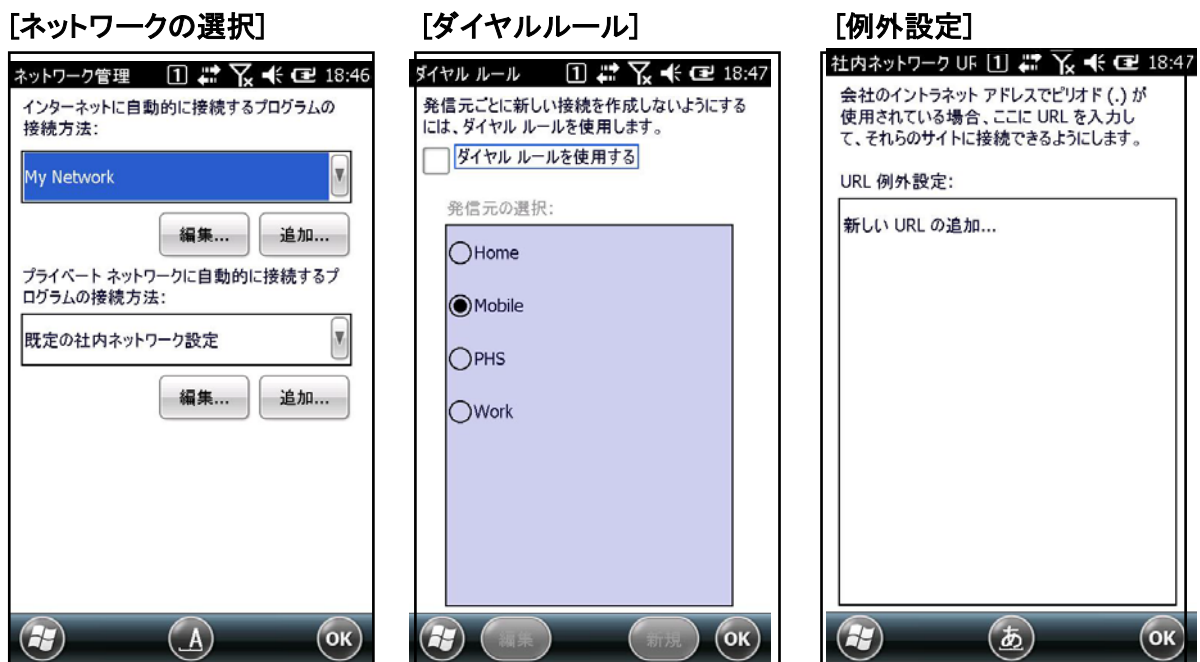 [ネットワークの選択]
ネットワーク管理 1 18:46
インターネットに自動的に接続するプログラムの
接続方法:
My Network
編集... 追加...
プライベート ネットワークに自動的に接続するプ
ログラムの接続方法:
既定の社内ネットワーク設定
編集... 追加...
A OK
[ダイヤルルール]
ダイヤル ルール 1 18:47
発信元ごとに新しい接続を作成しないようにする
には、ダイヤル ルールを使用します。
ダイヤル ルールを使用する
発信元の選択:
Home
Mobile
PHS
Work
編集 新規 OK
[例外設定]
社内ネットワーク UF 1 18:47
会社のイントラネット アドレスでピリオド (.) が
使用されている場合、ここに URL を入力し
て、それらのサイトに接続できるようにします。
URL 例外設定:
新しい URL の追加...
あ OK